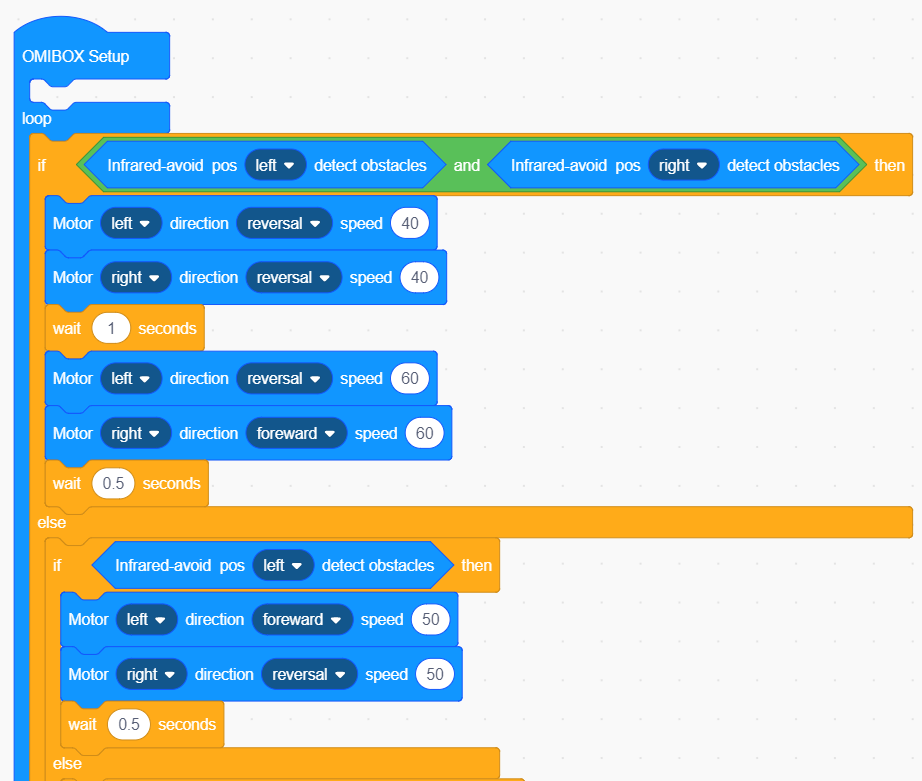 OMIBOX Setup
loop
if Infrared-avoid pos left detect obstacles and Infrared-avoid pos right detect obstacles then
Motor left direction reversal speed 40
Motor right direction reversal speed 40
wait 1 seconds
Motor left direction reversal speed 60
Motor right direction foreward speed 60
wait 0.5 seconds
else
if Infrared-avoid pos left detect obstacles then
Motor left direction foreward speed 50
Motor right direction reversal speed 50
wait 0.5 seconds
else